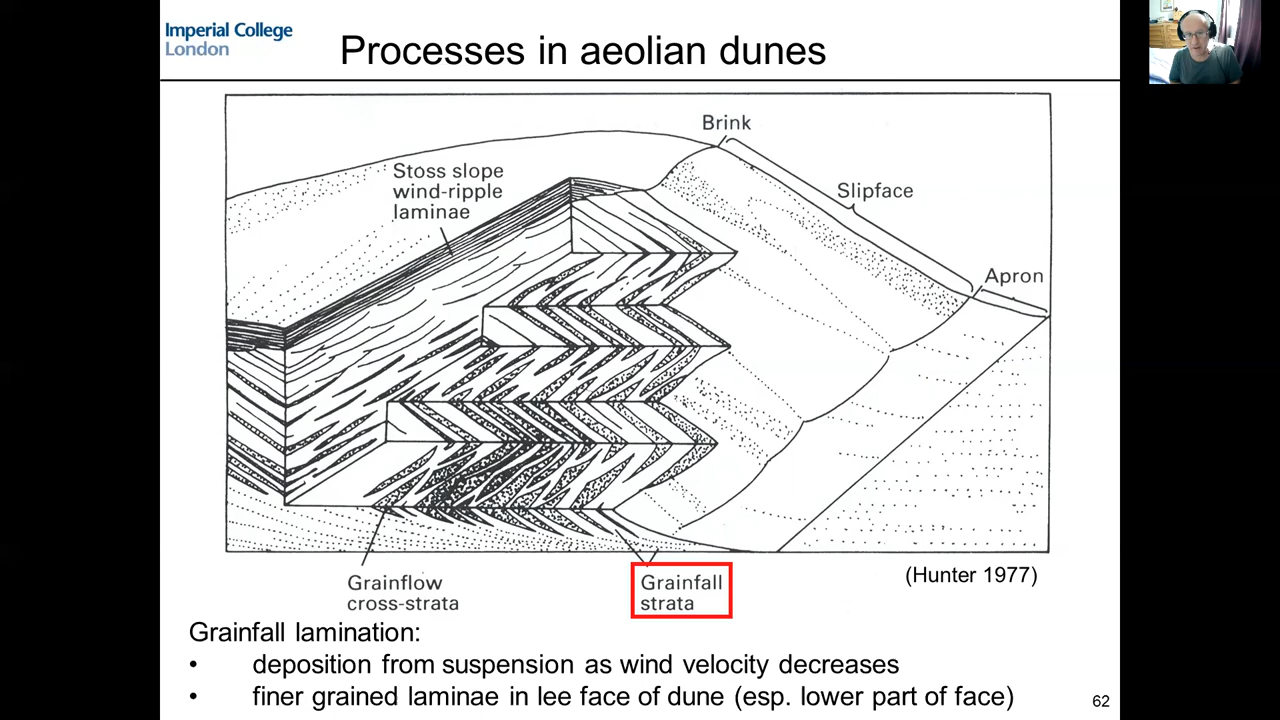 Imperial College
London
Processes in aeolian dunes
Brink
Stoss slope
wind-ripple
laminae
Slipface
Apron
Grainflow
cross-strata
Grainfall
strata
(Hunter 1977)
Grainfall lamination:
• deposition from suspension as wind velocity decreases
• finer grained laminae in lee face of dune (esp. lower part of face)
62